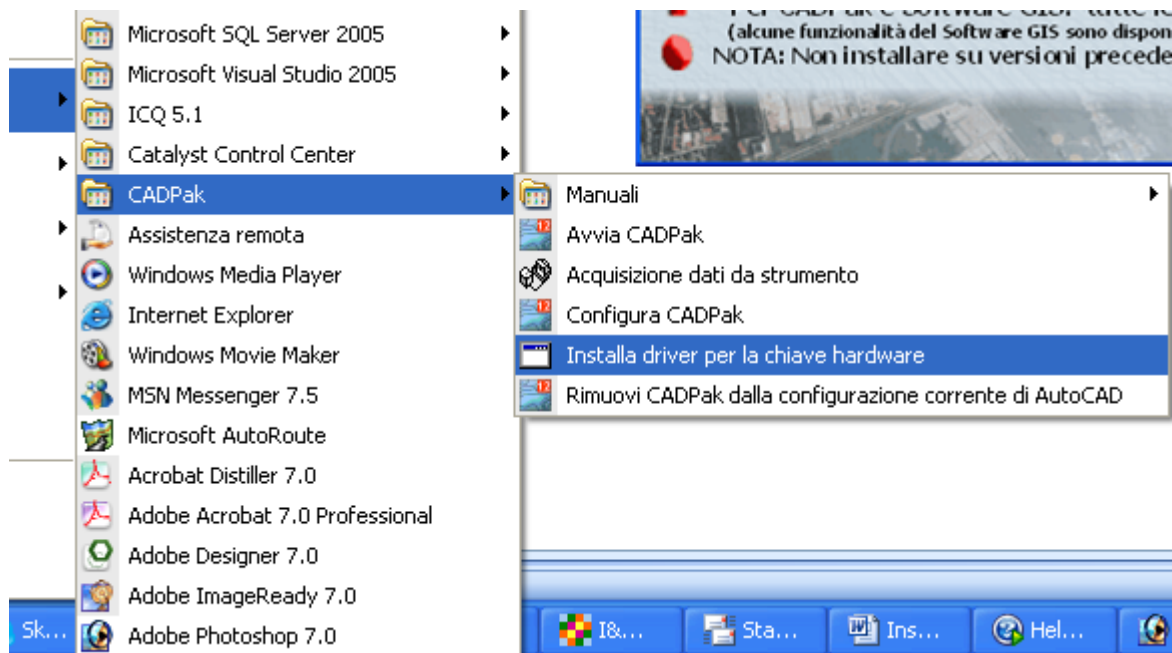 Microsoft SQL Server 2005
Microsoft Visual Studio 2005
ICQ 5.1
Catalyst Control Center
CADPak
Assistenza remota
Windows Media Player
Internet Explorer
Windows Movie Maker
MSN Messenger 7.5
Microsoft AutoRoute
Acrobat Distiller 7.0
Adobe Acrobat 7.0 Professional
Adobe Designer 7.0
Adobe ImageReady 7.0
Adobe Photoshop 7.0
(alcune funzionalità del Software GIS sono dispon
NOTA: Non installare su versioni precede
Manuali
Avvia CADPak
Acquisizione dati da strumento
Configura CADPak
Installa driver per la chiave hardware
Rimuovi CADPak dalla configurazione corrente di AutoCAD
Sk...
I&...
Sta...
Ins...
Hel...